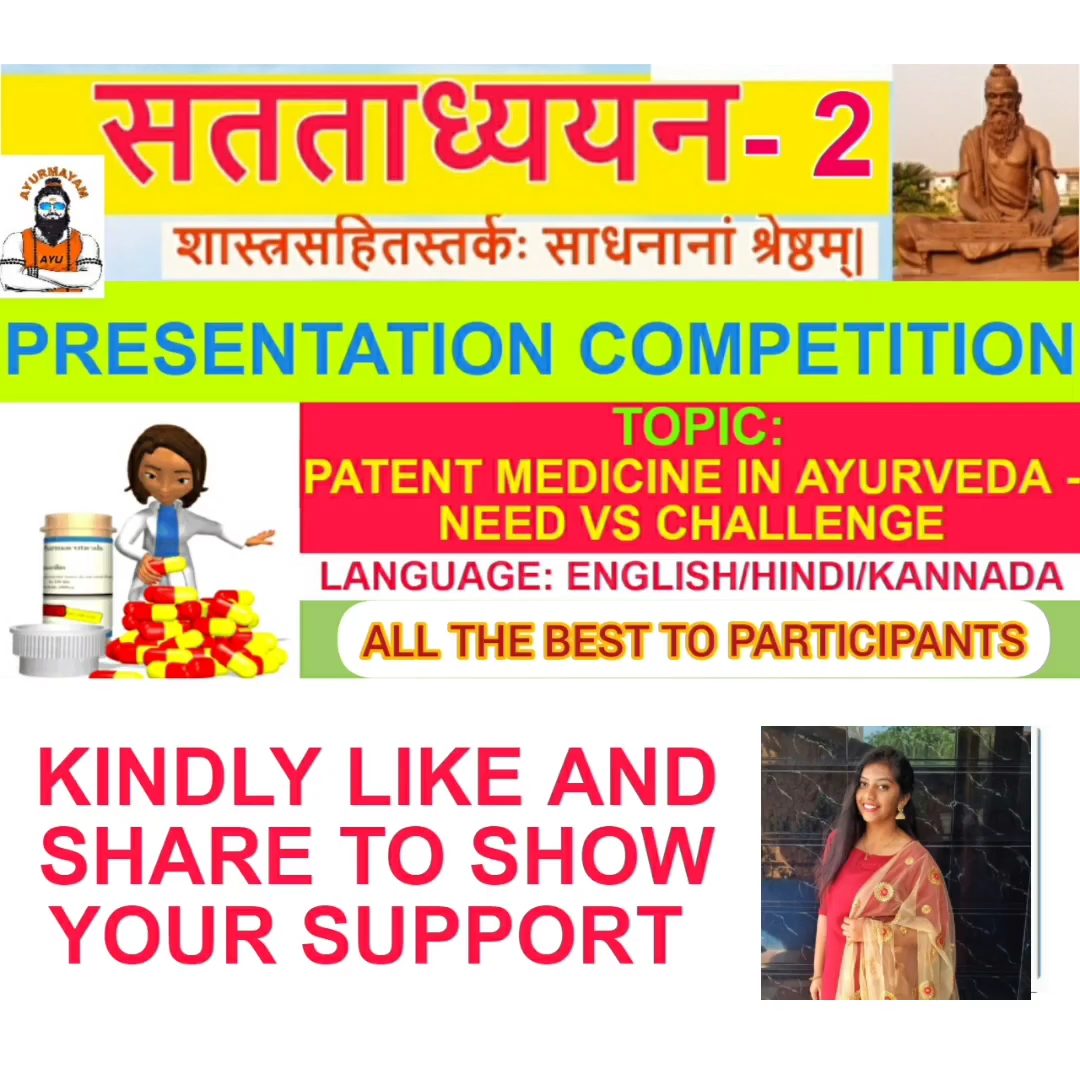 सतताध्ययन- 2
AYURMAYAM
AYU
शास्त्रसहितस्तर्कः साधनानां श्रेष्ठम्।
PRESENTATION COMPETITION
TOPIC:
PATENT MEDICINE IN AYURVEDA -
NEED VS CHALLENGE
LANGUAGE: ENGLISH/HINDI/KANNADA
ALL THE BEST TO PARTICIPANTS
KINDLY LIKE AND
SHARE TO SHOW
YOUR SUPPORT